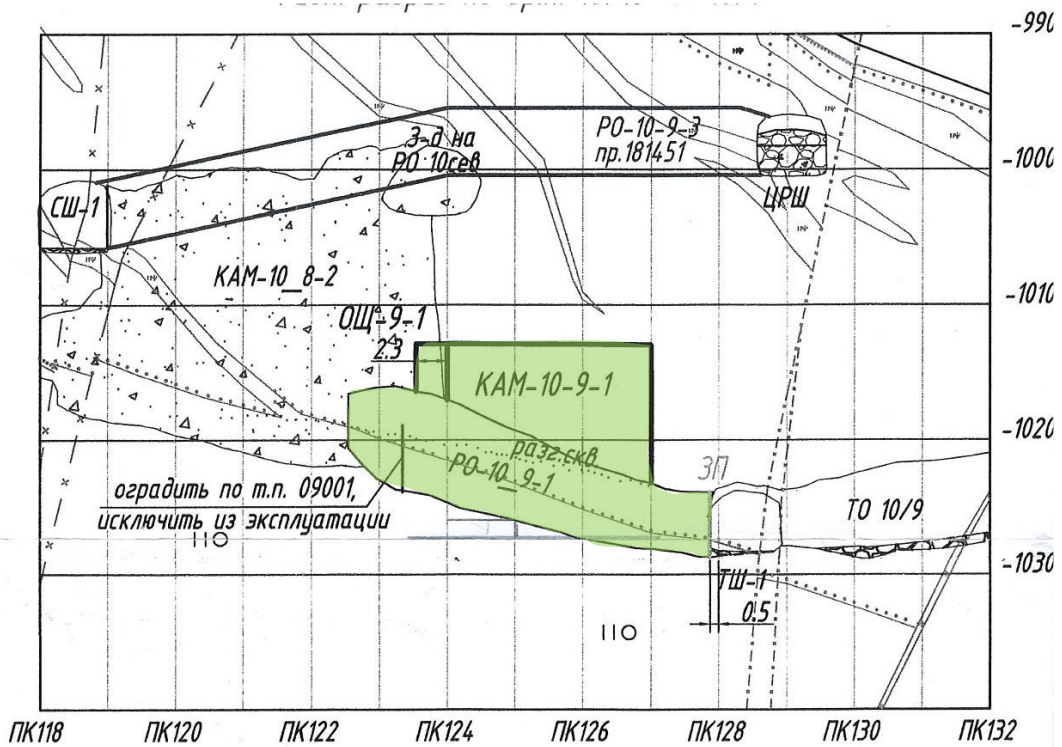 -990
РО-10-9-3
пр.181451
З-д на
РО 10сев
-1000
СШ-1
ЦРШ
КАМ-10_8-2
-1010
ОЩ-9-1
2.3
КАМ-10-9-1
-1020
разг.скв
РО-10_9-1
ЗП
оградить по т.п. 09001,
исключить из эксплуатации
ТО 10/9
110
-1030
ТШ-1
0.5
110
ПК118 ПК120 ПК122 ПК124 ПК126 ПК128 ПК130 ПК132